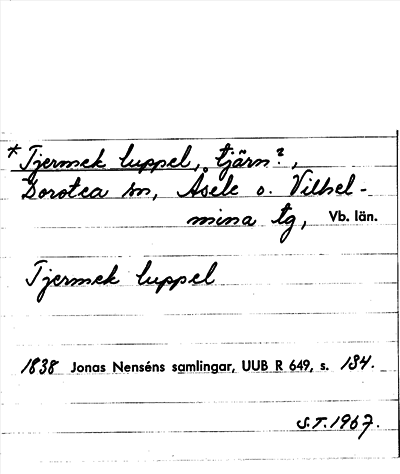 *Tjermek luppel, tjärn?,
Dorotea sn, Åsele o. Vilhel-
mina tg, Vb. län.
Tjermek luppel
1838 Jonas Nenséns samlingar, UUB R 649, s. 134.
S.T. 1967.